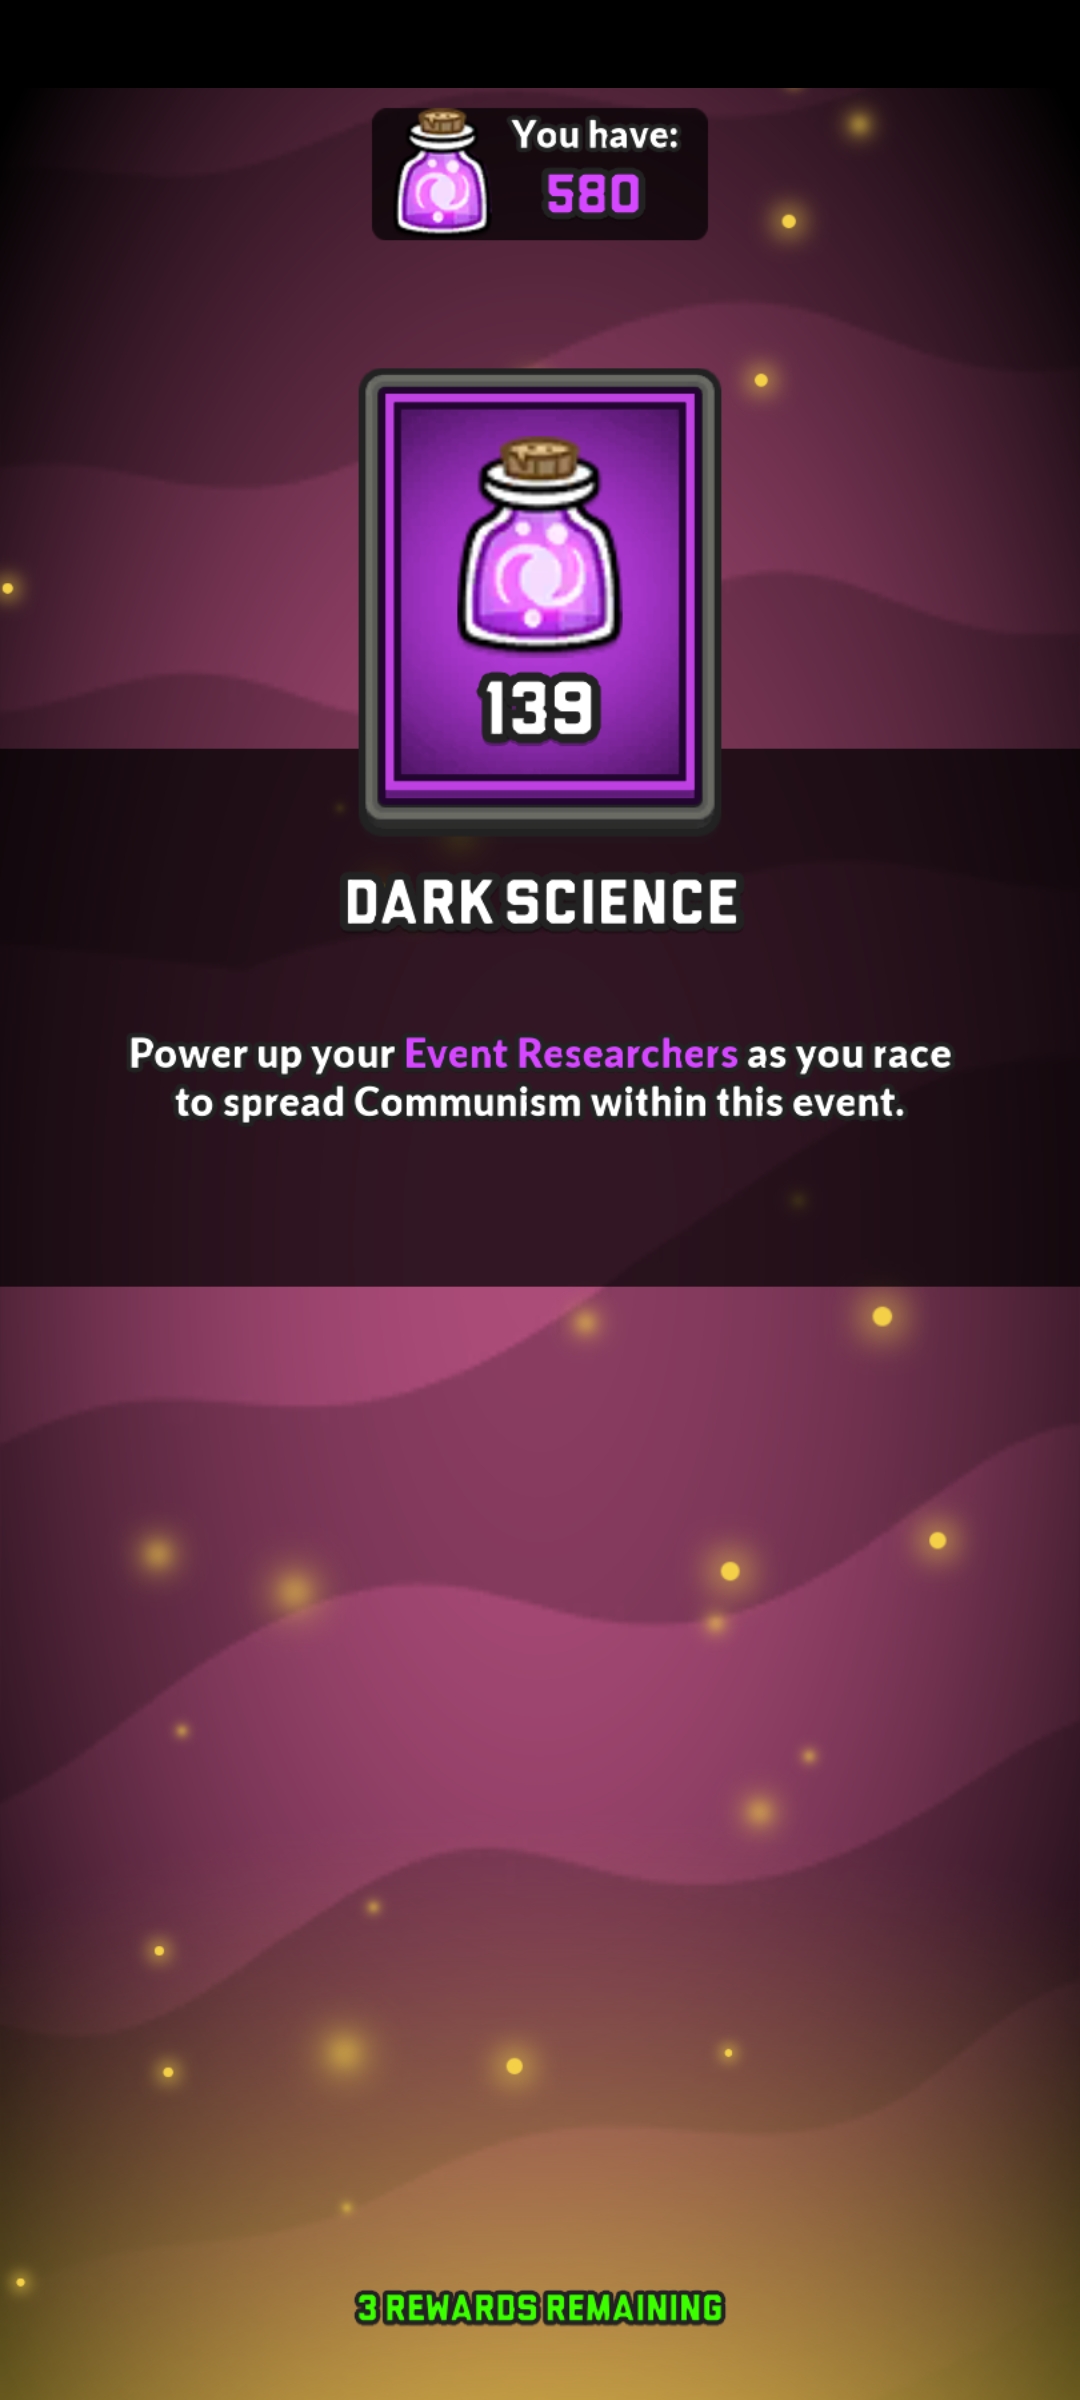 You have:
580
139
DARK SCIENCE
Power up your Event Researchers as you race
to spread Communism within this event.
3 REWARDS REMAINING